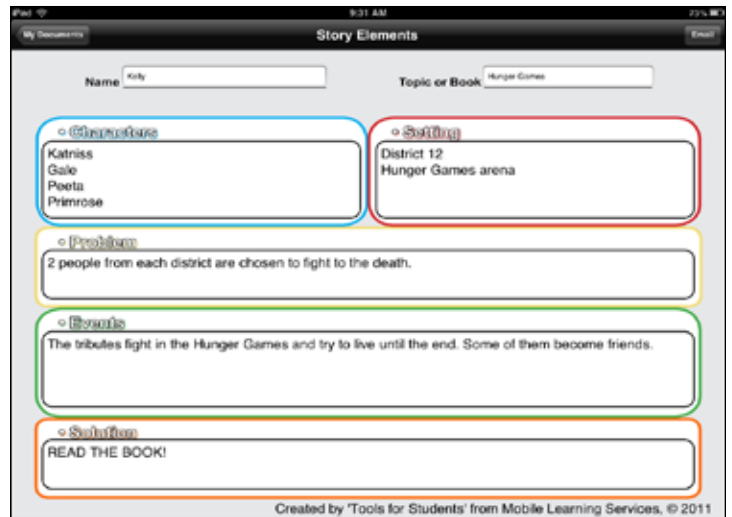 iPad 9:31 AM 73%
My Documents Story Elements Email
Name Kelly Topic or Book Hunger Games
Characters Setting
Katniss District 12
Gale Hunger Games arena
Peeta
Primrose
Problem
2 people from each district are chosen to fight to the death.
Events
The tributes fight in the Hunger Games and try to live until the end. Some of them become friends.
Solution
READ THE BOOK!
Created by 'Tools for Students' from Mobile Learning Services, © 2011